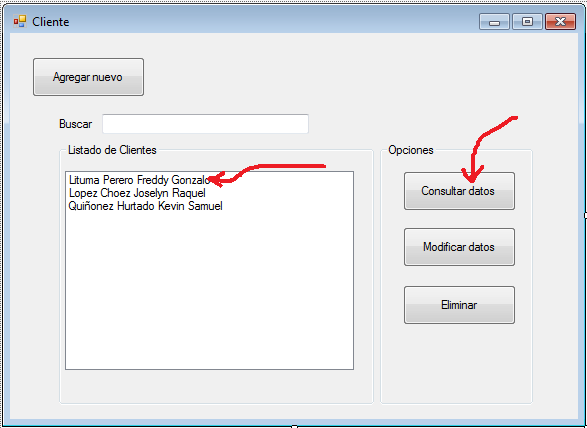 Cliente
Agregar nuevo
Buscar
Listado de Clientes
Lituma Perero Freddy Gonzalo
Lopez Choez Joselyn Raquel
Quiñonez Hurtado Kevin Samuel
Opciones
Consultar datos
Modificar datos
Eliminar